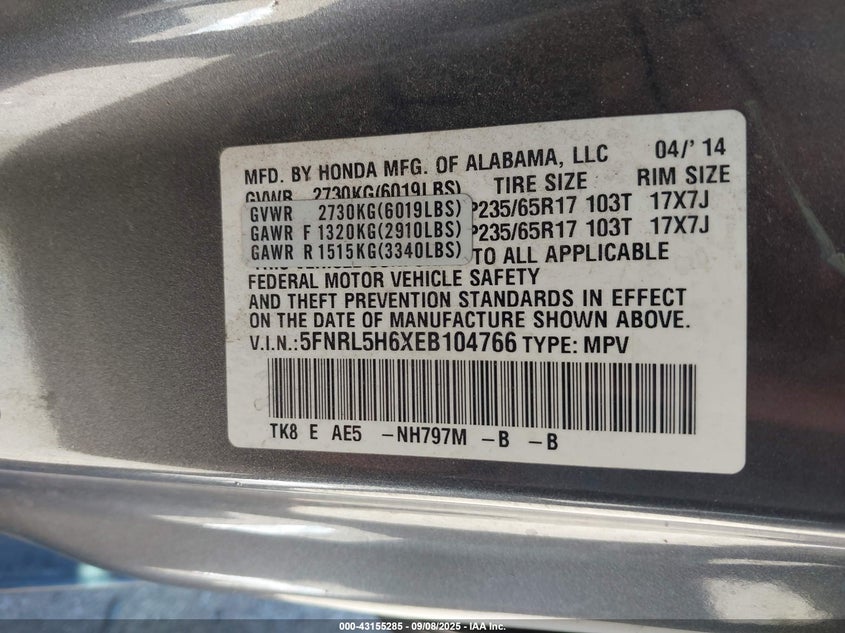 MFD. BY HONDA MFG. OF ALABAMA, LLC 04/'14
GVWR 2730KG(6019LBS) TIRE SIZE RIM SIZE
GVWR 2730KG(6019LBS) P235/65R17 103T 17X7J
GAWR F 1320KG(2910LBS) P235/65R17 103T 17X7J
GAWR R 1515KG(3340LBS) TO ALL APPLICABLE
FEDERAL MOTOR VEHICLE SAFETY
AND THEFT PREVENTION STANDARDS IN EFFECT
ON THE DATE OF MANUFACTURE SHOWN ABOVE.
V.I.N.: 5FNRL5H6XEB104766 TYPE: MPV
TK8 E AE5 -NH797M -B -B
000-43155285 - 09/08/2025 - IAA Inc.